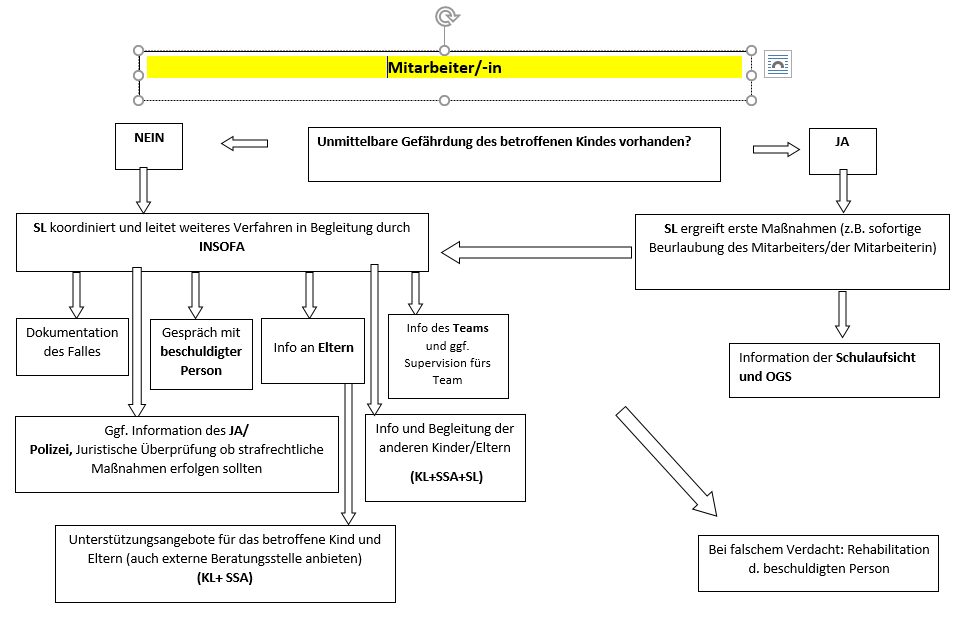 Mitarbeiter/-in
NEIN
Unmittelbare Gefährdung des betroffenen Kindes vorhanden?
JA
SL koordiniert und leitet weiteres Verfahren in Begleitung durch
INSOFA
SL ergreift erste Maßnahmen (z.B. sofortige
Beurlaubung des Mitarbeiters/der Mitarbeiterin)
Dokumentation
des Falles
Gespräch mit
beschuldigter
Person
Info an Eltern
Info des Teams
und ggf.
Supervision fürs
Team
Information der Schulaufsicht
und OGS
Ggf. Information des JA/
Polizei, Juristische Überprüfung ob strafrechtliche
Maßnahmen erfolgen sollten
Info und Begleitung der
anderen Kinder/Eltern
(KL+SSA+SL)
Unterstützungsangebote für das betroffene Kind und
Eltern (auch externe Beratungsstelle anbieten)
(KL+ SSA)
Bei falschem Verdacht: Rehabilitation
d. beschuldigten Person